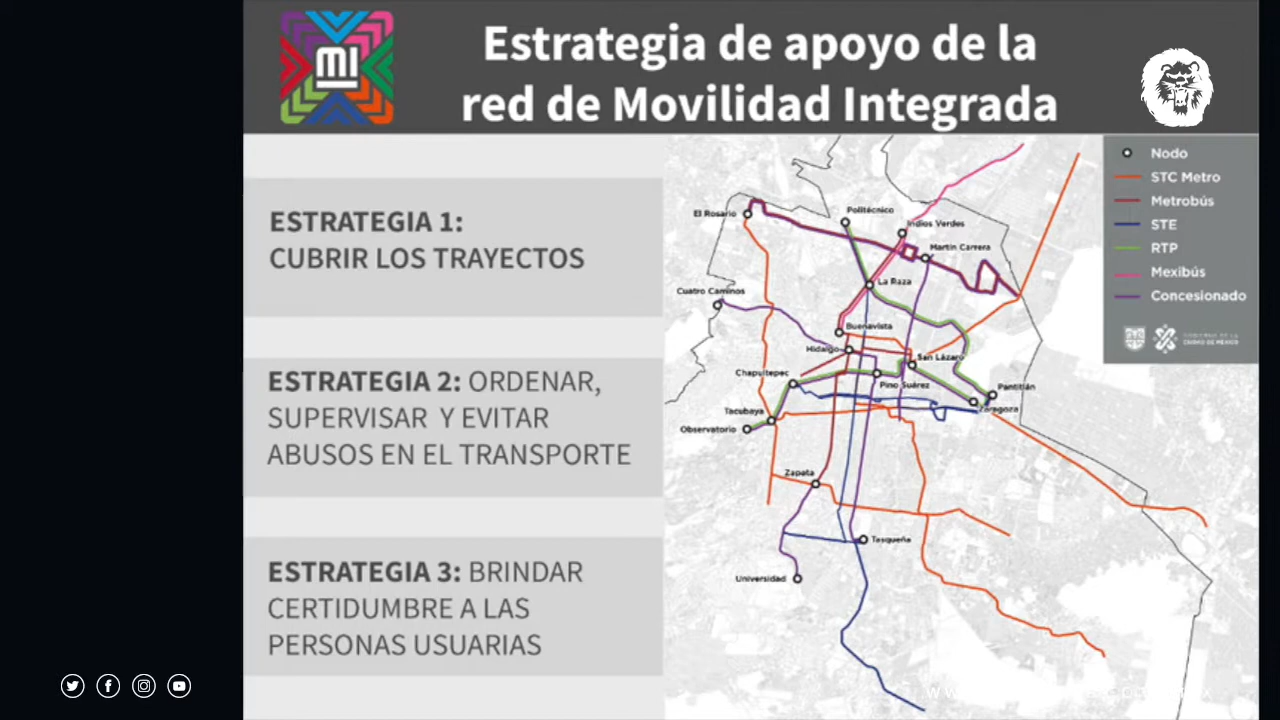 MI
Estrategia de apoyo de la
red de Movilidad Integrada
ESTRATEGIA 1:
CUBRIR LOS TRAYECTOS
ESTRATEGIA 2: ORDENAR,
SUPERVISAR Y EVITAR
ABUSOS EN EL TRANSPORTE
ESTRATEGIA 3: BRINDAR
CERTIDUMBRE A LAS
PERSONAS USUARIAS
Nodo
STC Metro
Metrobús
STE
RTP
Mexibús
Concesionado
El Rosario
Politécnico
Indios Verdes
Martín Carrera
La Raza
Cuatro Caminos
Buenavista
Hidalgo
San Lázaro
Chapultepec
Pino Suárez
Pantitlán
Zaragoza
Tacubaya
Observatorio
Zapata
Tasqueña
Universidad